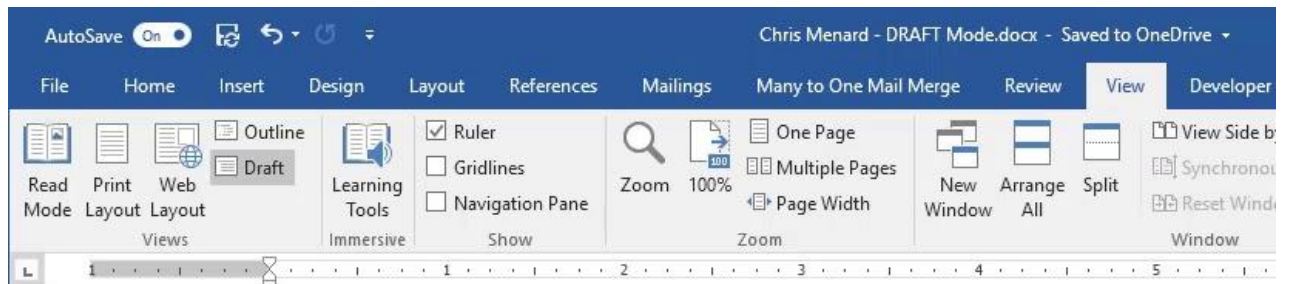 AutoSave On Chris Menard - DRAFT Mode.docx - Saved to OneDrive
File Home Insert Design Layout References Mailings Many to One Mail Merge Review View Developer
Read Mode
Print Layout
Web Layout
Outline
Draft
Views
Learning Tools
Immersive
Ruler
Gridlines
Navigation Pane
Show
Zoom
100
100%
One Page
Multiple Pages
Page Width
Zoom
New Window
Arrange All
Split
View Side
Window
L 1 1 2 3 4 5